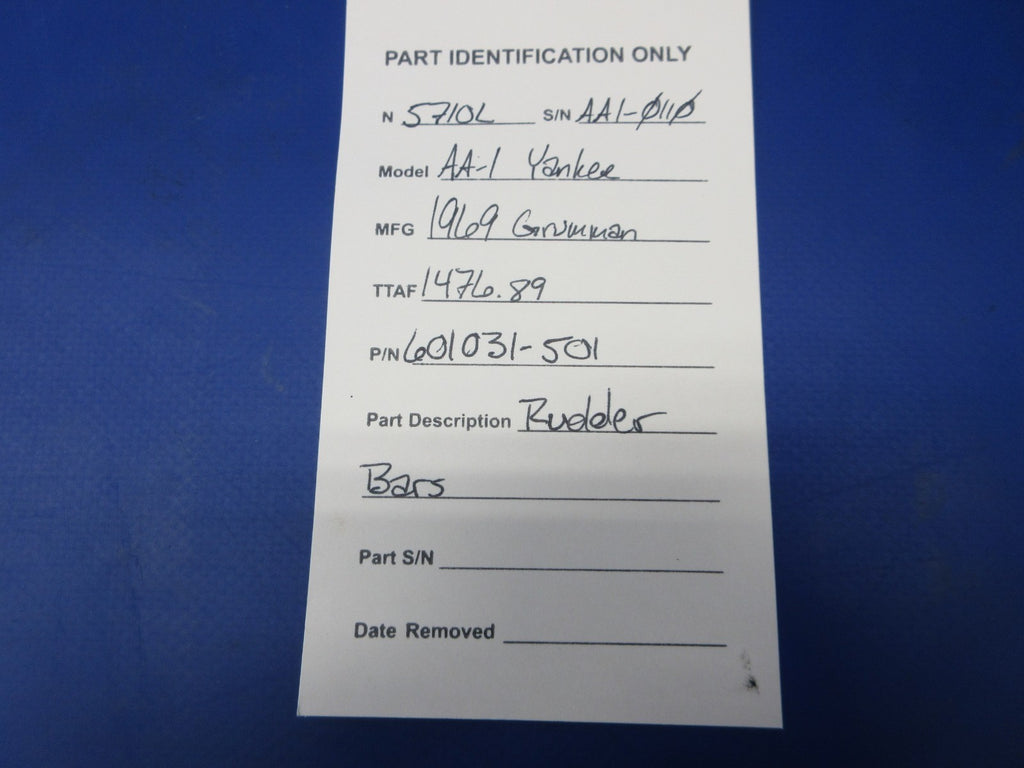 PART IDENTIFICATION ONLY
N 5710L S/N AA1-0110
Model AA-1 Yankee
MFG 1969 Grumman
TTAF 1476.89
P/N 601031-501
Part Description Rudder
Bars
Part S/N
Date Removed